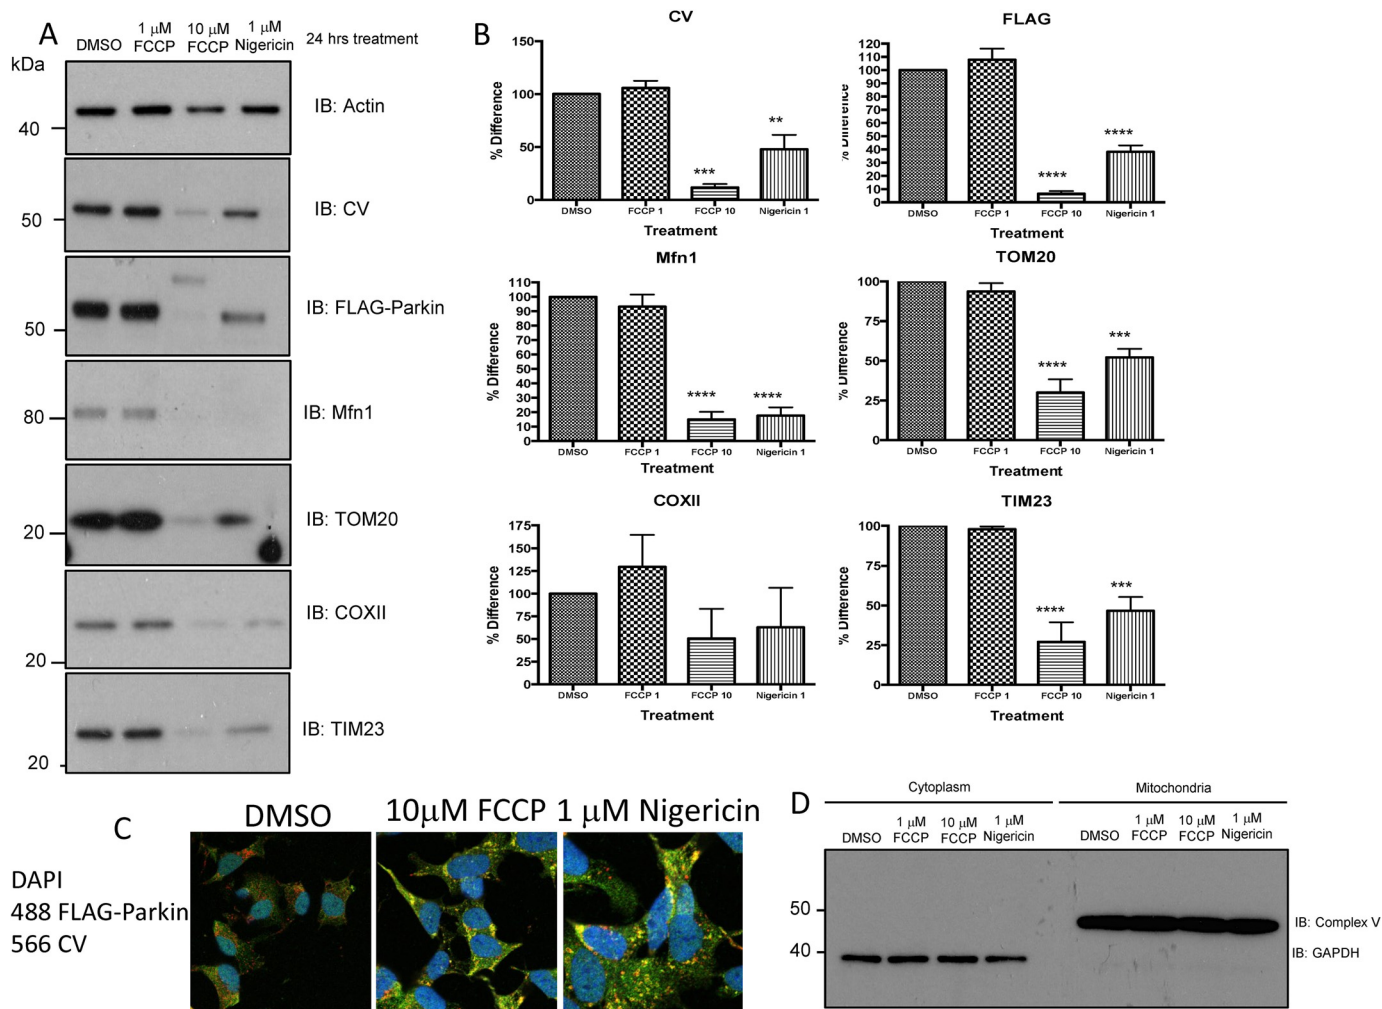 A
DMSO
1 μM
FCCP
10 μM
FCCP
1 μM
Nigericin
24 hrs treatment
kDa
IB: Actin
40
IB: CV
50
IB: FLAG-Parkin
50
IB: Mfn1
80
IB: TOM20
20
IB: COXII
20
IB: TIM23
20
B
CV
150
100
50
0
% Difference
**
***
DMSO
FCCP 1
FCCP 10
Nigericin 1
Treatment
FLAG
120
110
100
90
80
70
60
50
40
30
20
10
0
% Difference
****
****
DMSO
FCCP 1
FCCP 10
Nigericin 1
Treatment
Mfn1
110
100
90
80
70
60
50
40
30
20
10
0
% Difference
****
****
DMSO
FCCP 1
FCCP 10
Nigericin 1
Treatment
TOM20
100
75
50
25
0
% Difference
****
***
DMSO
FCCP 1
FCCP 10
Nigericin 1
Treatment
COXII
175
150
125
100
75
50
25
0
% Difference
DMSO
FCCP 1
FCCP 10
Nigericin 1
Treatment
TIM23
100
75
50
25
0
% Difference
****
***
DMSO
FCCP 1
FCCP 10
Nigericin 1
Treatment
C
DMSO
10μM FCCP
1 μM Nigericin
DAPI
488 FLAG-Parkin
566 CV
D
Cytoplasm
Mitochondria
DMSO
1 μM
FCCP
10 μM
FCCP
1 μM
Nigericin
DMSO
1 μM
FCCP
10 μM
FCCP
1 μM
Nigericin
50
40
IB: Complex V
IB: GAPDH